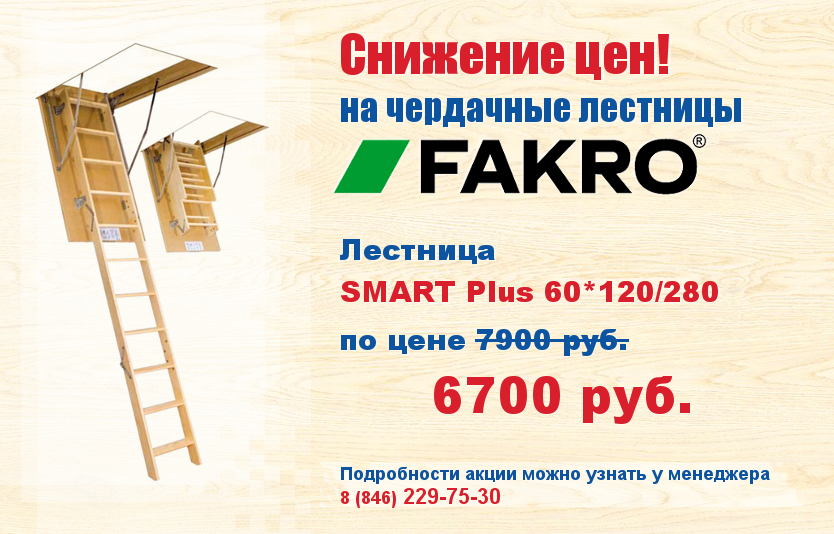 Снижение цен!
на чердачные лестницы
FAKRO®
Лестница
SMART Plus 60*120/280
по цене 7900 руб.
6700 руб.
Подробности акции можно узнать у менеджера
8 (846) 229-75-30